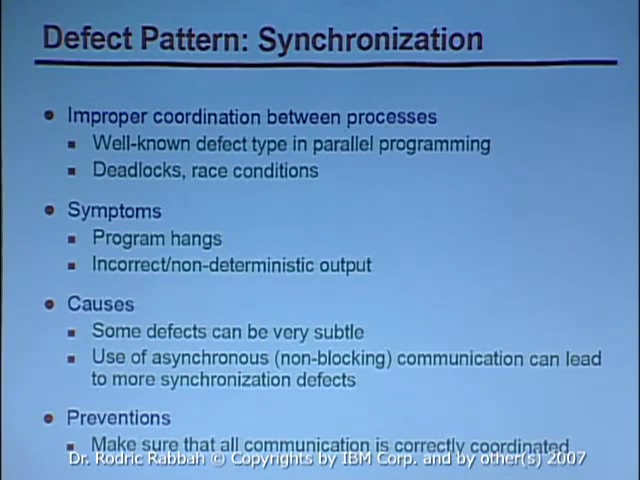 Defect Pattern: Synchronization
Improper coordination between processes
Well-known defect type in parallel programming
Deadlocks, race conditions
Symptoms
Program hangs
Incorrect/non-deterministic output
Causes
Some defects can be very subtle
Use of asynchronous (non-blocking) communication can lead
to more synchronization defects
Preventions
Make sure that all communication is correctly coordinated
Dr. Rodric Rabbah © Copyrights by IBM Corp. and by other(s) 2007